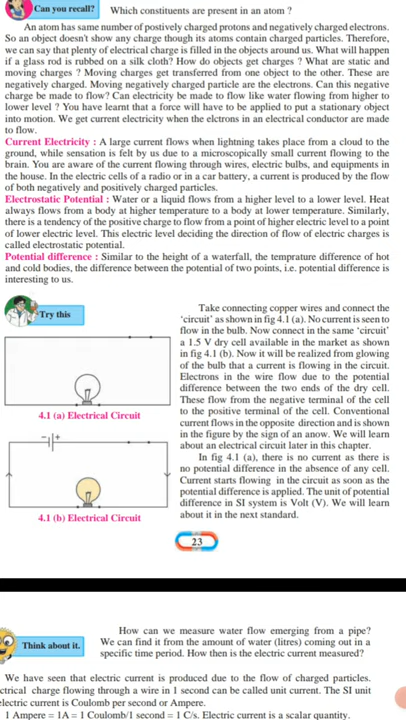 Can you recall?
Which constituents are present in an atom ?
An atom has same number of postively charged protons and negatively charged electrons.
So an object doesn't show any charge though its atoms contain charged particles. Therefore,
we can say that plenty of electrical charge is filled in the objects around us. What will happen
if a glass rod is rubbed on a silk cloth? How do objects get charges ? What are static and
moving charges ? Moving charges get transferred from one object to the other. These are
negatively charged. Moving negatively charged particle are the electrons. Can this negative
charge be made to flow? Can electricity be made to flow like water flowing from higher to
lower level ? You have learnt that a force will have to be applied to put a stationary object
into motion. We get current electricity when the elctrons in an electrical conductor are made
to flow.
Current Electricity : A large current flows when lightning takes place from a cloud to the
ground, while sensation is felt by us due to a microscopically small current flowing to the
brain. You are aware of the current flowing through wires, electric bulbs, and equipments in
the house. In the electric cells of a radio or in a car battery, a current is produced by the flow
of both negatively and positively charged particles.
Electrostatic Potential : Water or a liquid flows from a higher level to a lower level. Heat
always flows from a body at higher temperature to a body at lower temperature. Similarly,
there is a tendency of the positive charge to flow from a point of higher electric level to a point
of lower electric level. This electric level deciding the direction of flow of electric charges is
called electrostatic potential.
Potential difference : Similar to the height of a waterfall, the temprature difference of hot
and cold bodies, the difference between the potential of two points, i.e. potential difference is
interesting to us.
Try this
Take connecting copper wires and connect the
'circuit' as shown in fig 4.1 (a). No current is seen to
flow in the bulb. Now connect in the same 'circuit'
a 1.5 V dry cell available in the market as shown
in fig 4.1 (b). Now it will be realized from glowing
of the bulb that a current is flowing in the circuit.
Electrons in the wire flow due to the potential
difference between the two ends of the dry cell.
These flow from the negative terminal of the cell
to the positive terminal of the cell. Conventional
current flows in the opposite direction and is shown
in the figure by the sign of an anow. We will learn
about an electrical circuit later in this chapter.
4.1 (a) Electrical Circuit
− +
4.1 (b) Electrical Circuit
In fig 4.1 (a), there is no current as there is
no potential difference in the absence of any cell.
Current starts flowing in the circuit as soon as the
potential difference is applied. The unit of potential
difference in SI system is Volt (V). We will learn
about it in the next standard.
23
Think about it.
How can we measure water flow emerging from a pipe?
We can find it from the amount of water (litres) coming out in a
specific time period. How then is the electric current measured?
We have seen that electric current is produced due to the flow of charged particles.
ctrical charge flowing through a wire in 1 second can be called unit current. The SI unit
electric current is Coulomb per second or Ampere.
1 Ampere = 1A = 1 Coulomb/1 second = 1 C/s. Electric current is a scalar quantity.